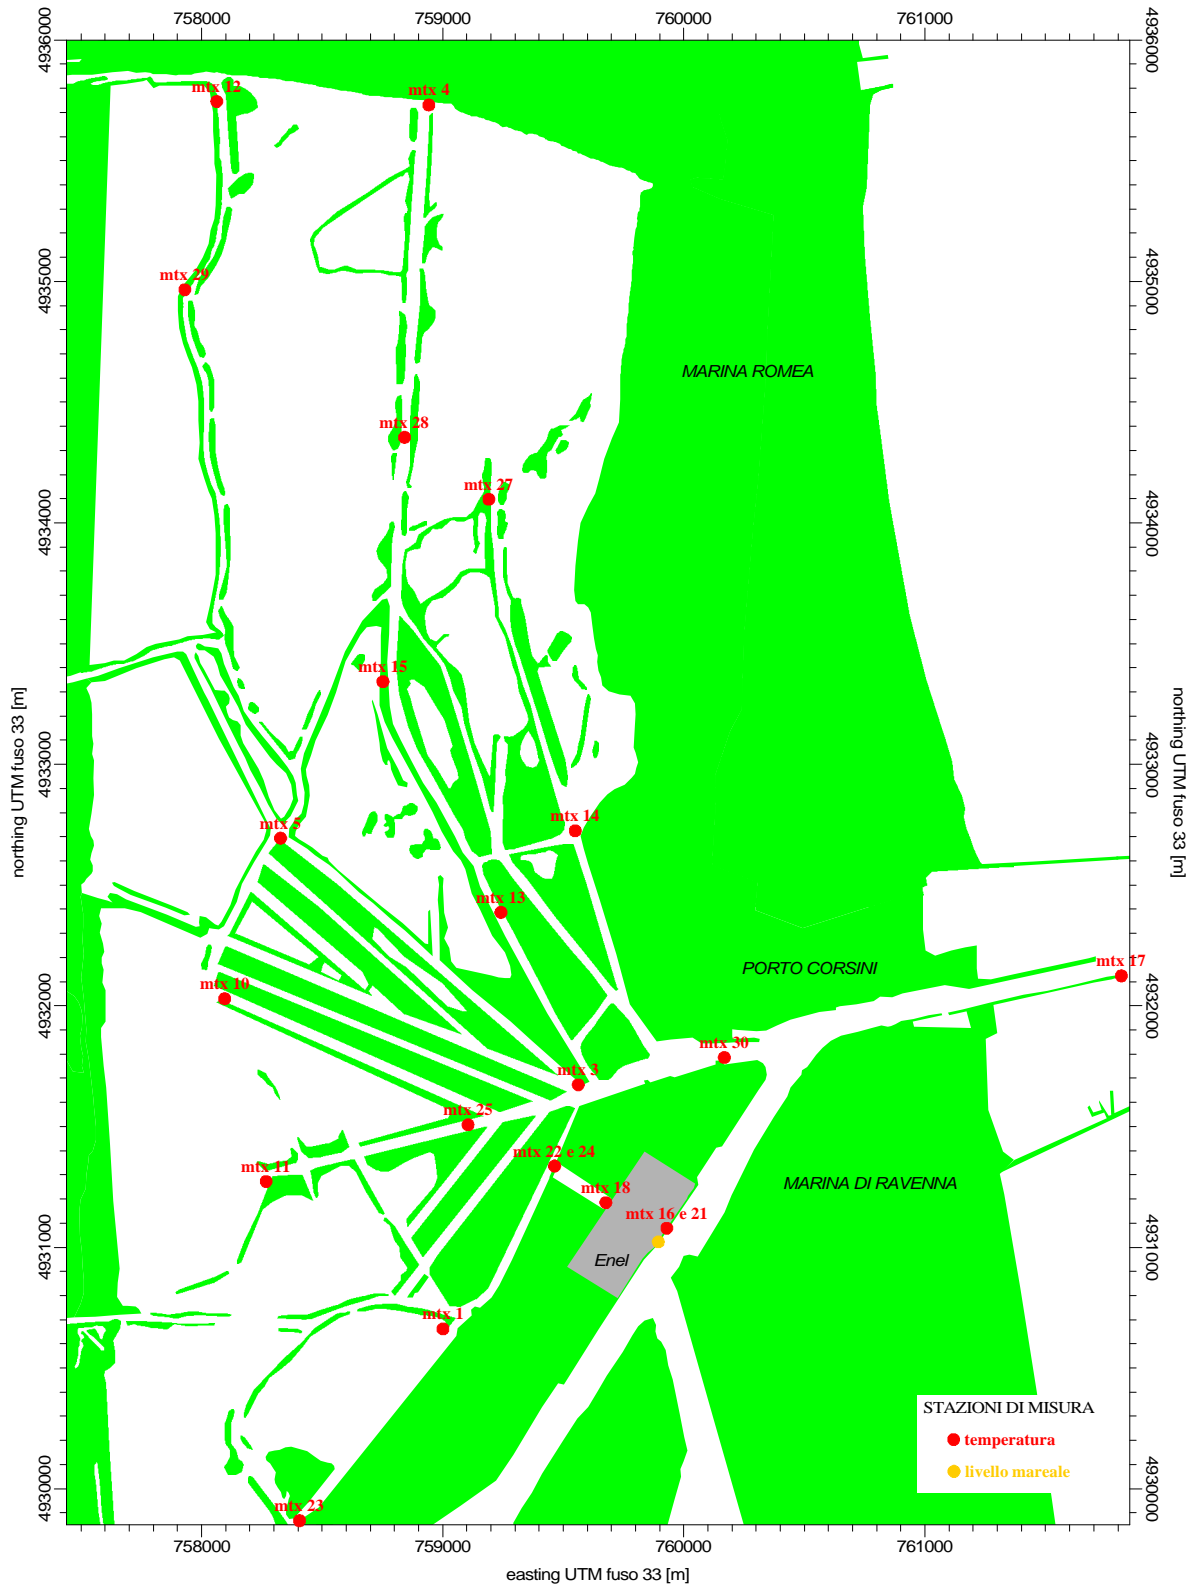 758000 759000 760000 761000
4936000 4936000
mtx 12
mtx 4
4935000 4935000
mtx 29
MARINA ROMEA
mtx 28
mtx 27
4934000 4934000
mtx 15
northing UTM fuso 33 [m]
northing UTM fuso 33 [m]
4933000 4933000
mtx 5
mtx 14
mtx 13
PORTO CORSINI
mtx 17
mtx 10
4932000 4932000
mtx 30
mtx 3
mtx 25
mtx 22 e 24
mtx 11
MARINA DI RAVENNA
mtx 18
mtx 16 e 21
4931000 4931000
Enel
mtx 1
STAZIONI DI MISURA
temperatura
livello mareale
4930000 4930000
mtx 23
758000 759000 760000 761000
easting UTM fuso 33 [m]